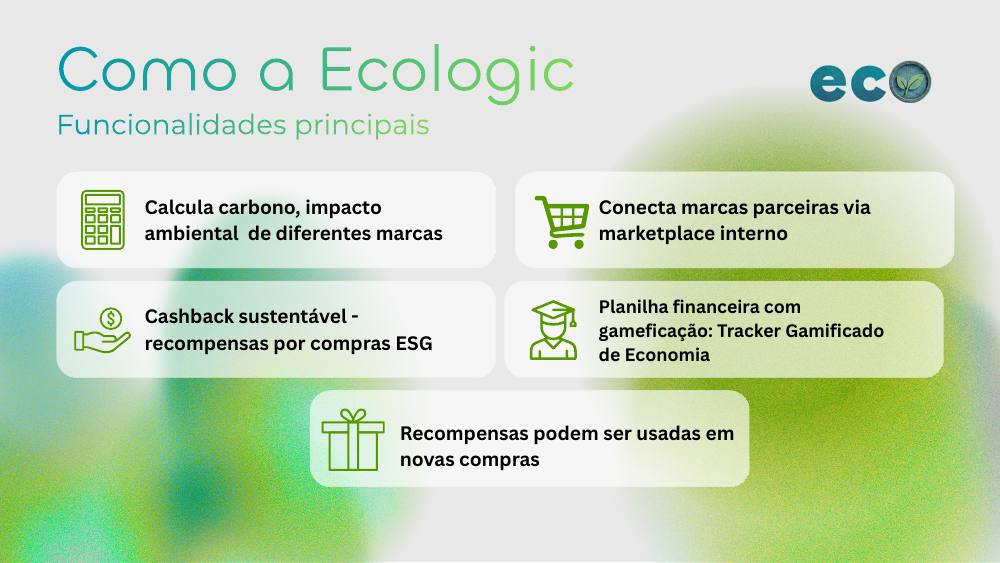 Como a Ecologic
eco
Funcionalidades principais
Calcula carbono, impacto
ambiental de diferentes marcas
Conecta marcas parceiras via
marketplace interno
Cashback sustentável -
recompensas por compras ESG
Planilha financeira com
gameficação: Tracker Gamificado
de Economia
Recompensas podem ser usadas em
novas compras